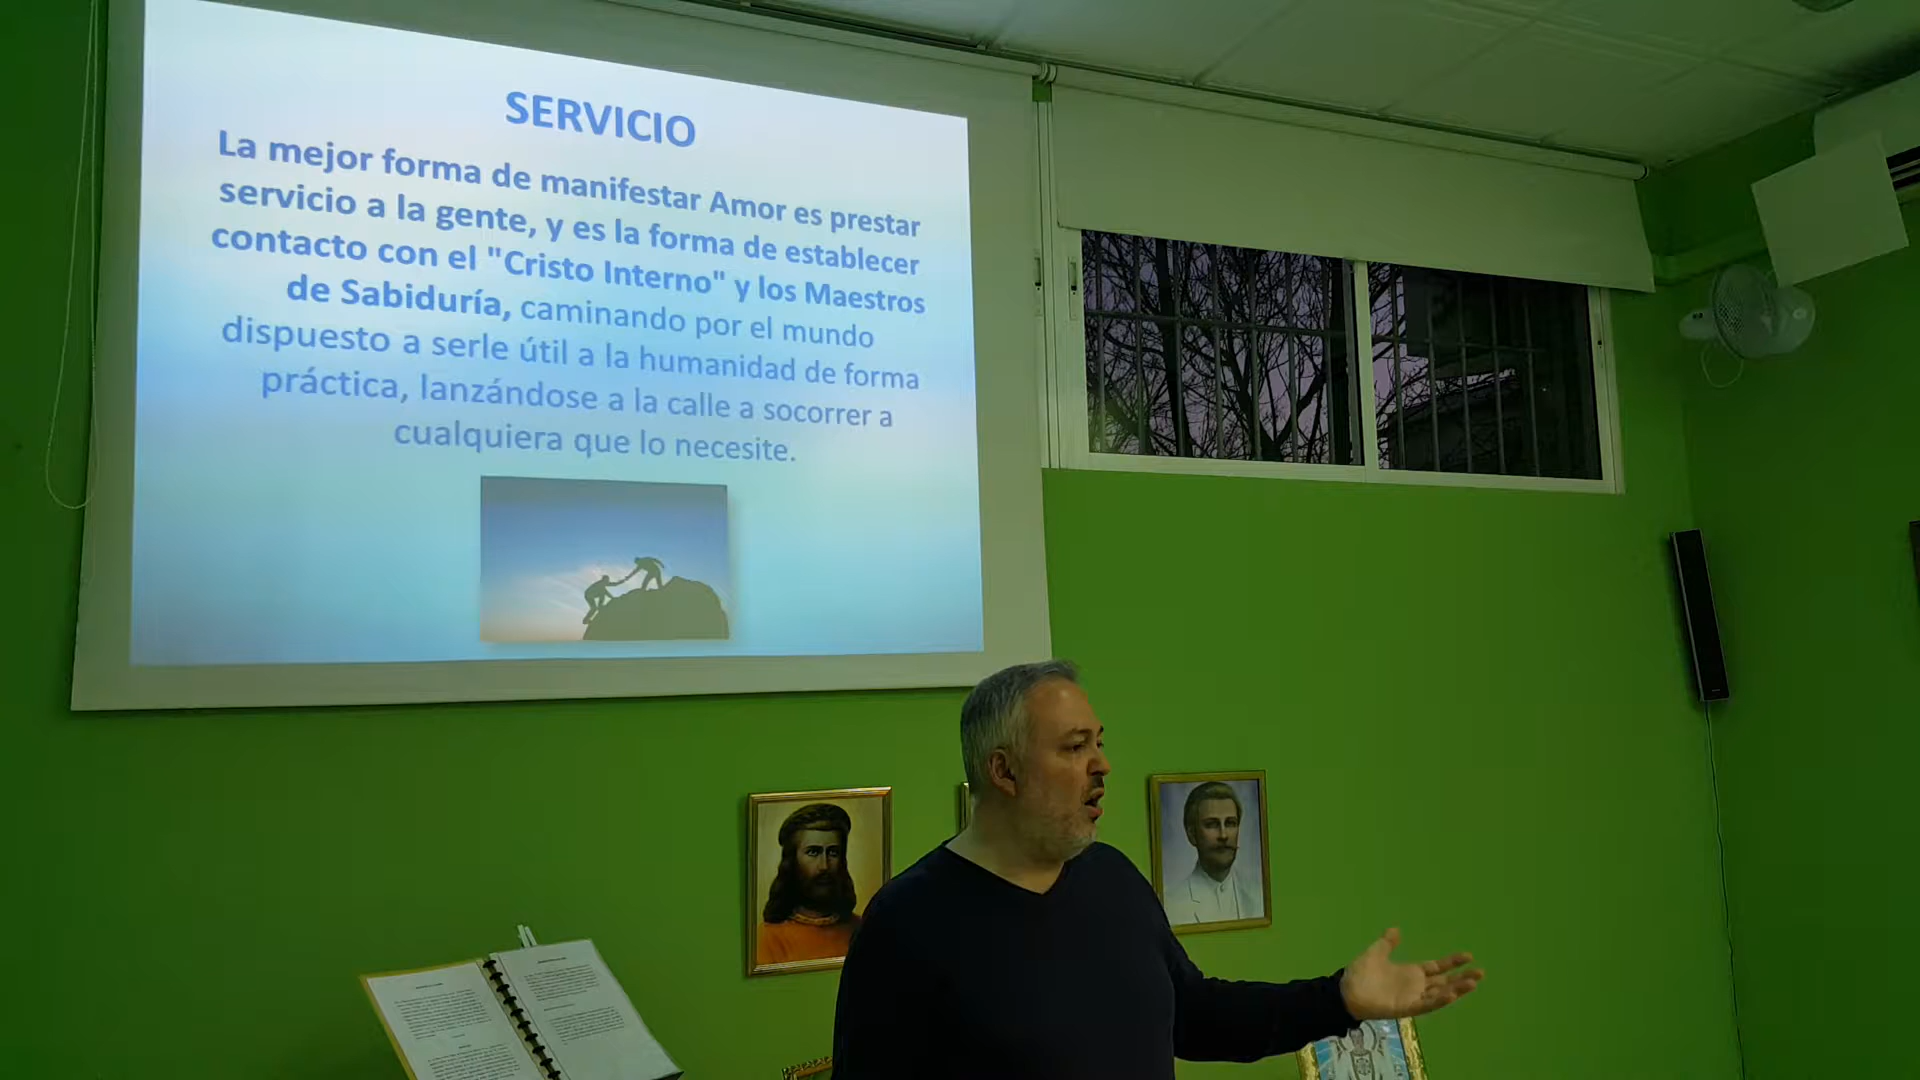 SERVICIO
La mejor forma de manifestar Amor es prestar
servicio a la gente, y es la forma de establecer
contacto con el "Cristo Interno" y los Maestros
de Sabiduría, caminando por el mundo
dispuesto a serle útil a la humanidad de forma
práctica, lanzándose a la calle a socorrer a
cualquiera que lo necesite.